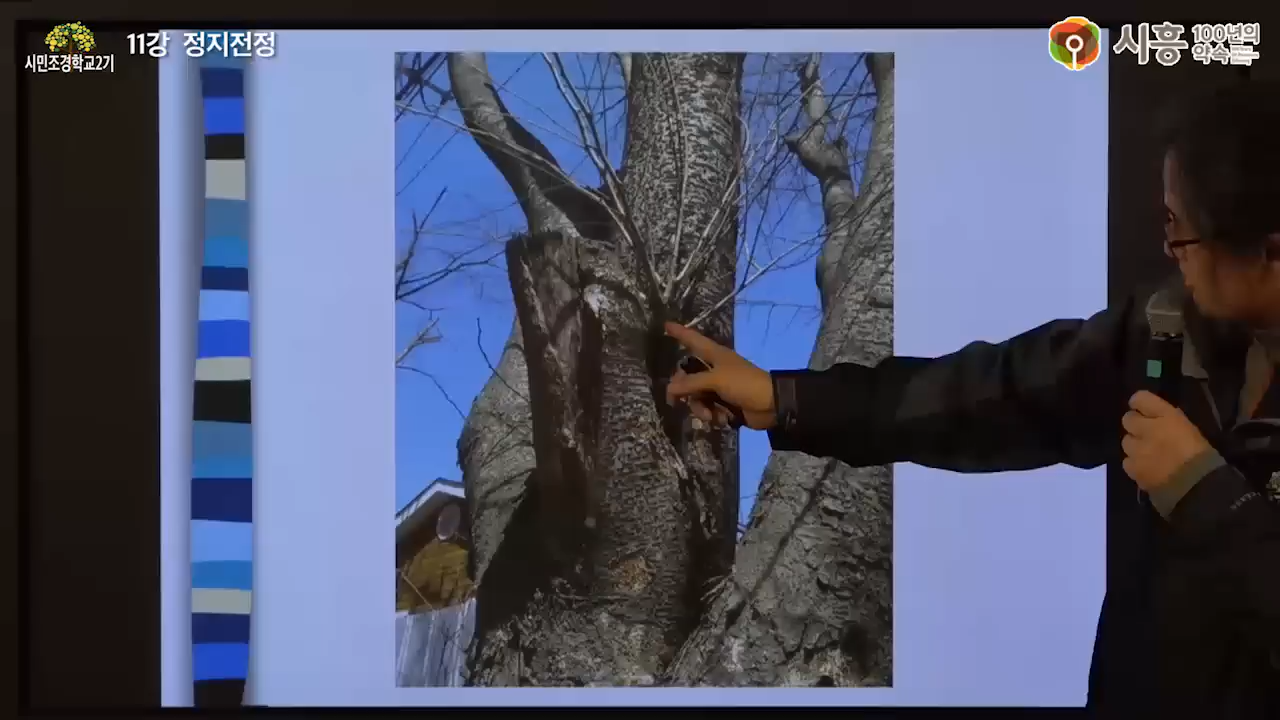 시민조경학교2기
11강 정지전정
시흥 100년의
약속